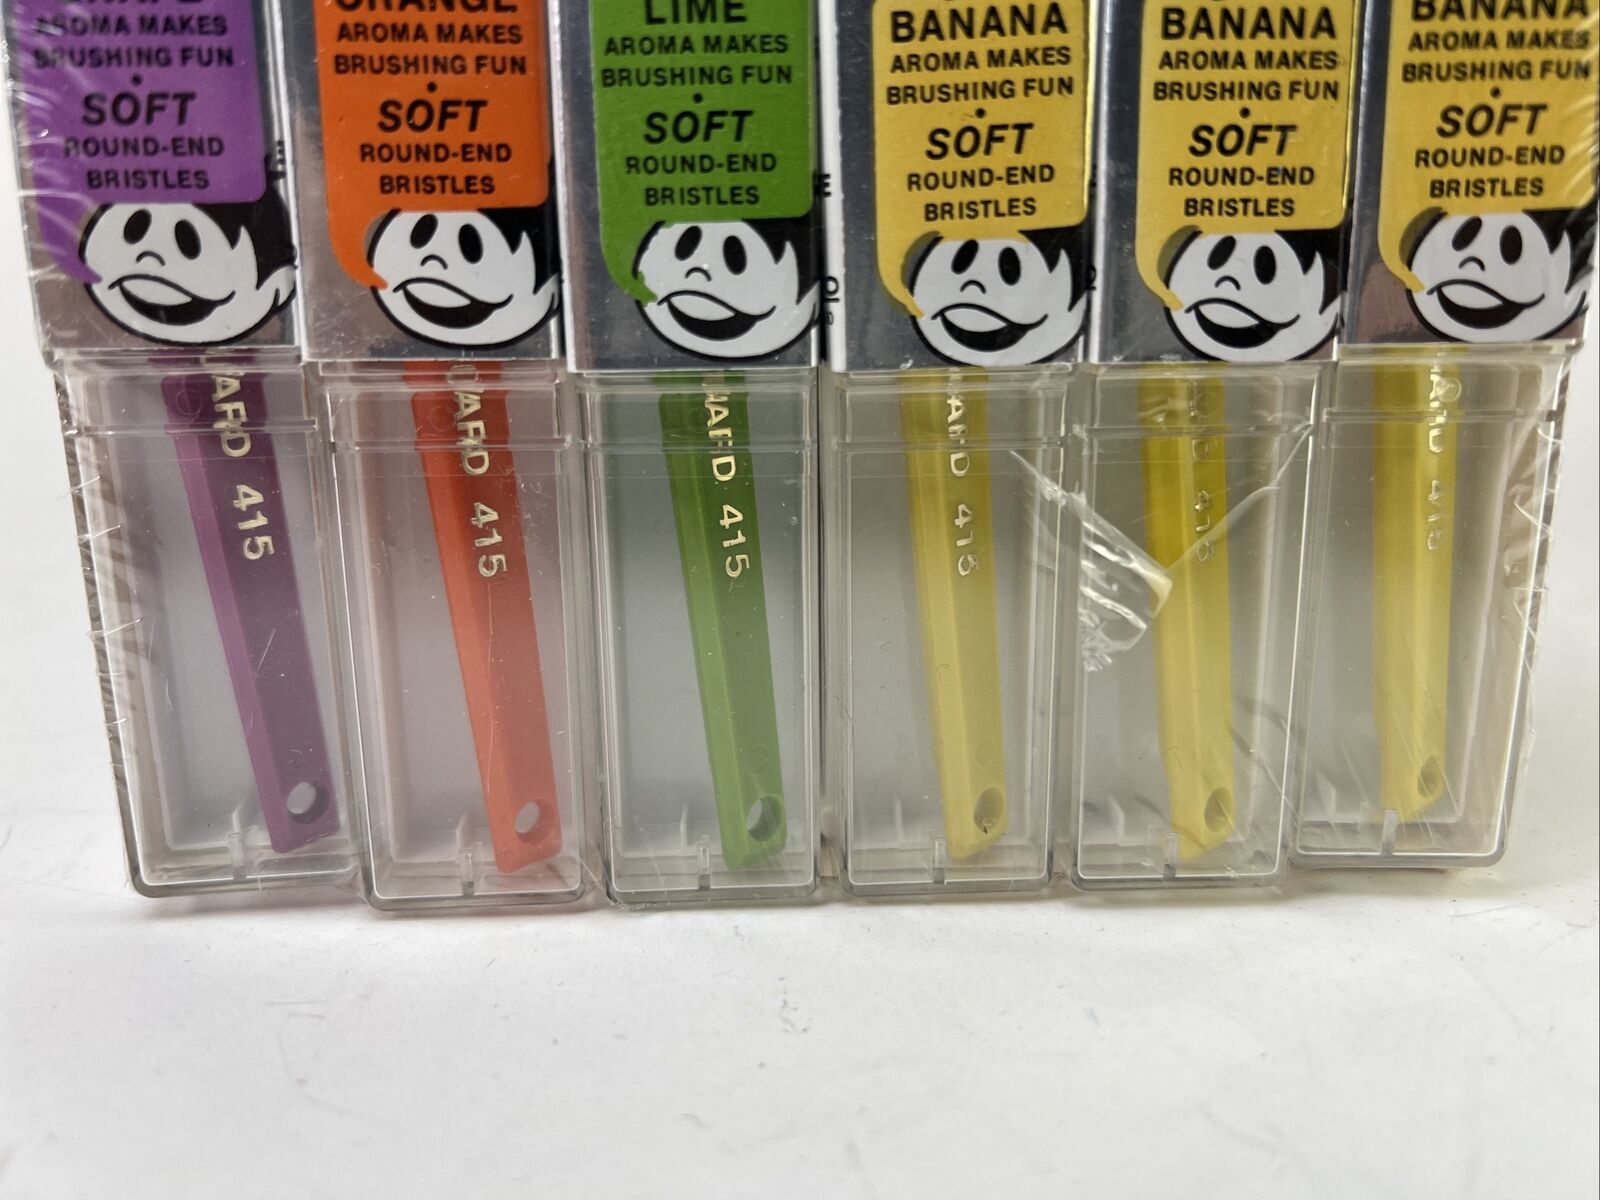 AROMA MAKES
BRUSHING FUN
•
SOFT
ROUND-END
BRISTLES
415
ORANGE
AROMA MAKES
BRUSHING FUN
•
SOFT
ROUND-END
BRISTLES
415
LIME
AROMA MAKES
BRUSHING FUN
•
SOFT
ROUND-END
BRISTLES
415
BANANA
AROMA MAKES
BRUSHING FUN
•
SOFT
ROUND-END
BRISTLES
415
BANANA
AROMA MAKES
BRUSHING FUN
•
SOFT
ROUND-END
BRISTLES
415
BANANA
AROMA MAKES
BRUSHING FUN
•
SOFT
ROUND-END
BRISTLES
415